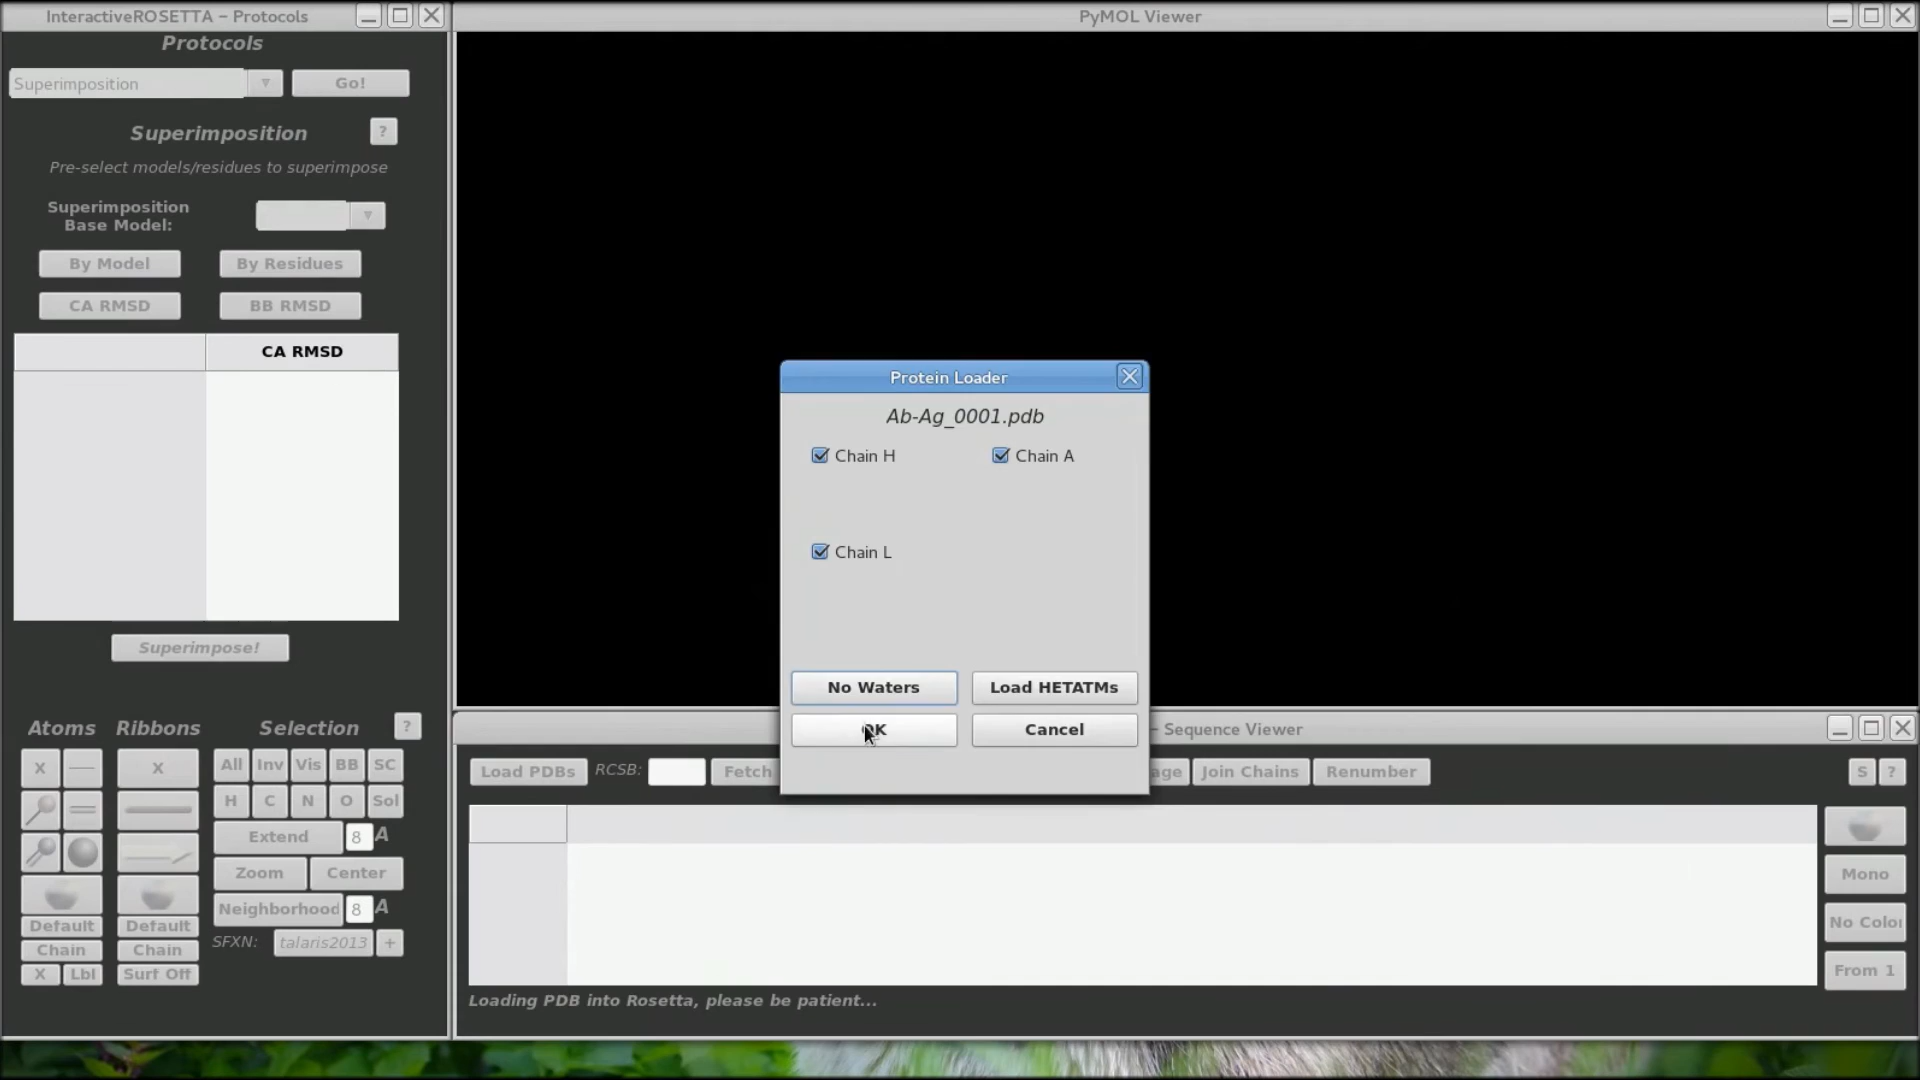 InteractiveROSETTA – Protocols
PyMOL Viewer
Protocols
Superimposition
Go!
Superimposition
?
Pre-select models/residues to superimpose
Superimposition
Base Model:
By Model
By Residues
CA RMSD
BB RMSD
CA RMSD
Superimpose!
Protein Loader
Ab-Ag_0001.pdb
Chain H
Chain A
Chain L
No Waters
Load HETATMs
OK
Cancel
Atoms
Ribbons
Selection
?
X
X
All
Inv
Vis
BB
SC
H
C
N
O
Sol
Extend
8
A
Zoom
Center
Neighborhood
8
A
Default
Default
SFXN:
talaris2013
+
Chain
Chain
X
Lbl
Surf Off
– Sequence Viewer
Load PDBs
RCSB:
Fetch
age
Join Chains
Renumber
S
?
Mono
No Color
From 1
Loading PDB into Rosetta, please be patient...